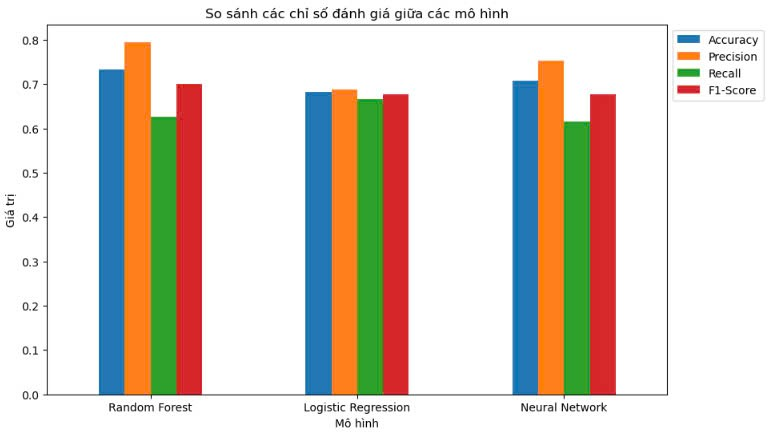 So sánh các chỉ số đánh giá giữa các mô hình
Accuracy
Precision
Recall
F1-Score
Giá trị
0.8
0.7
0.6
0.5
0.4
0.3
0.2
0.1
0.0
Random Forest
Logistic Regression
Neural Network
Mô hình